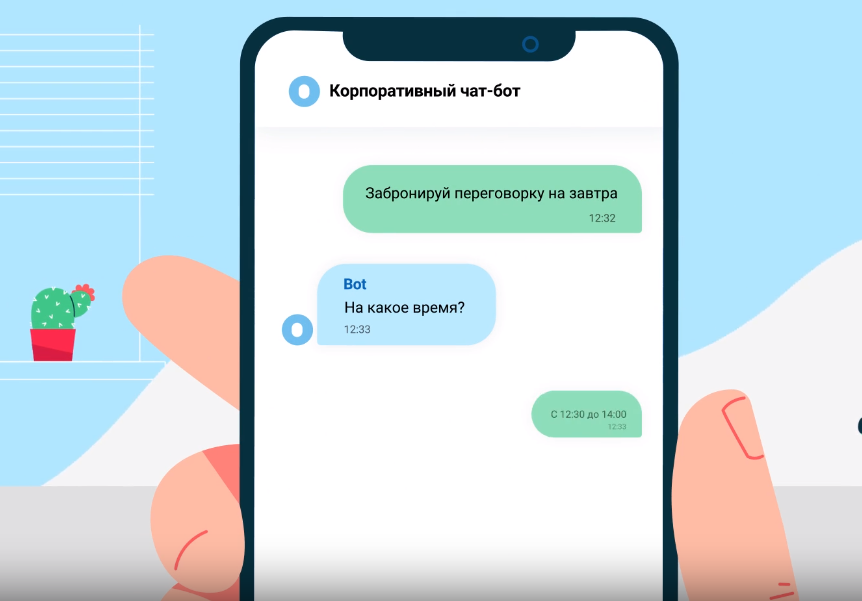 Корпоративный чат-бот
Забронируй переговорку на завтра
12:32
Bot
На какое время?
12:33
С 12:30 до 14:00
12:33